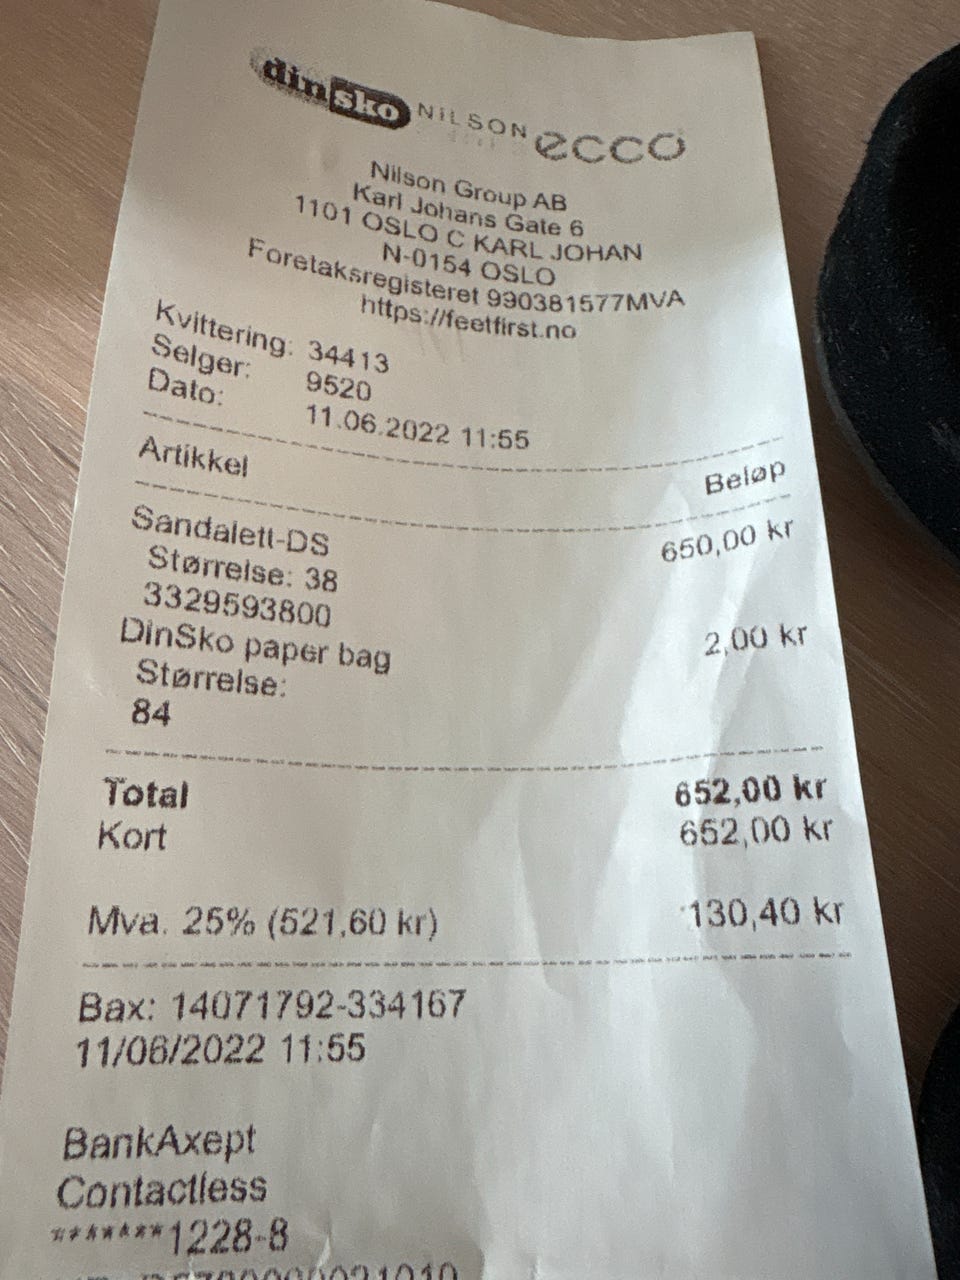 dinsko NILSON ecco
Nilson Group AB
Karl Johans Gate 6
1101 OSLO C KARL JOHAN
N-0154 OSLO
Foretaksregisteret 990381577MVA
https://feetfirst.no
Kvittering: 34413
Selger: 9520
Dato: 11.06.2022 11:55
Artikkel Beløp
Sandalett-DS 650,00 kr
Størrelse: 38
3329593800
DinSko paper bag 2,00 kr
Størrelse:
84
Total 652,00 kr
Kort 652,00 kr
Mva. 25% (521,60 kr) 130,40 kr
Bax: 14071792-334167
11/06/2022 11:55
BankAxept
Contactless
*******1228-8